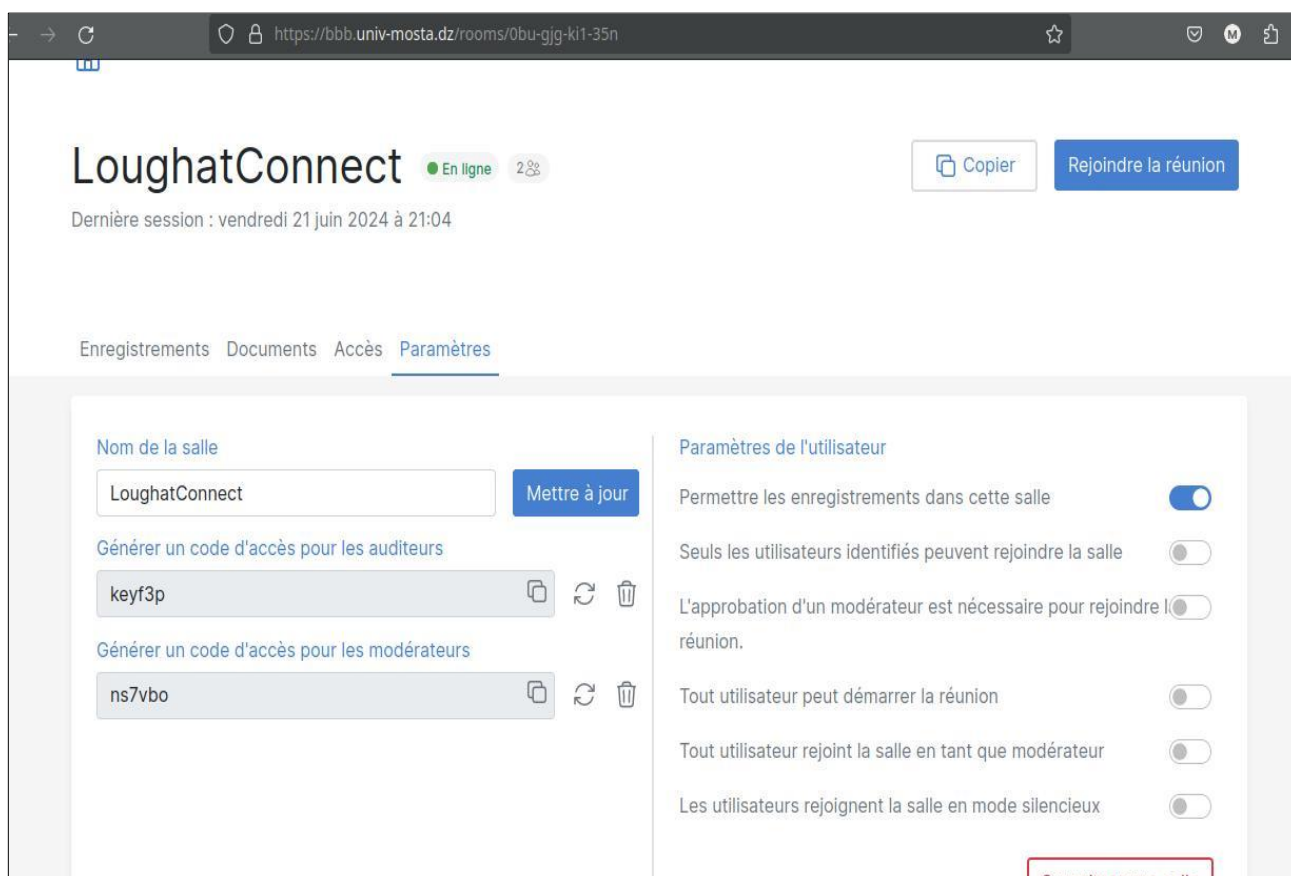 https://bbb.univ-mosta.dz/rooms/0bu-gjg-ki1-35n
M
LoughatConnect
En ligne
2
Copier
Rejoindre la réunion
Dernière session : vendredi 21 juin 2024 à 21:04
Enregistrements Documents Accès Paramètres
Nom de la salle
LoughatConnect
Mettre à jour
Générer un code d'accès pour les auditeurs
keyf3p
Générer un code d'accès pour les modérateurs
ns7vbo
Paramètres de l'utilisateur
Permettre les enregistrements dans cette salle
Seuls les utilisateurs identifiés peuvent rejoindre la salle
L'approbation d'un modérateur est nécessaire pour rejoindre
réunion.
Tout utilisateur peut démarrer la réunion
Tout utilisateur rejoint la salle en tant que modérateur
Les utilisateurs rejoignent la salle en mode silencieux